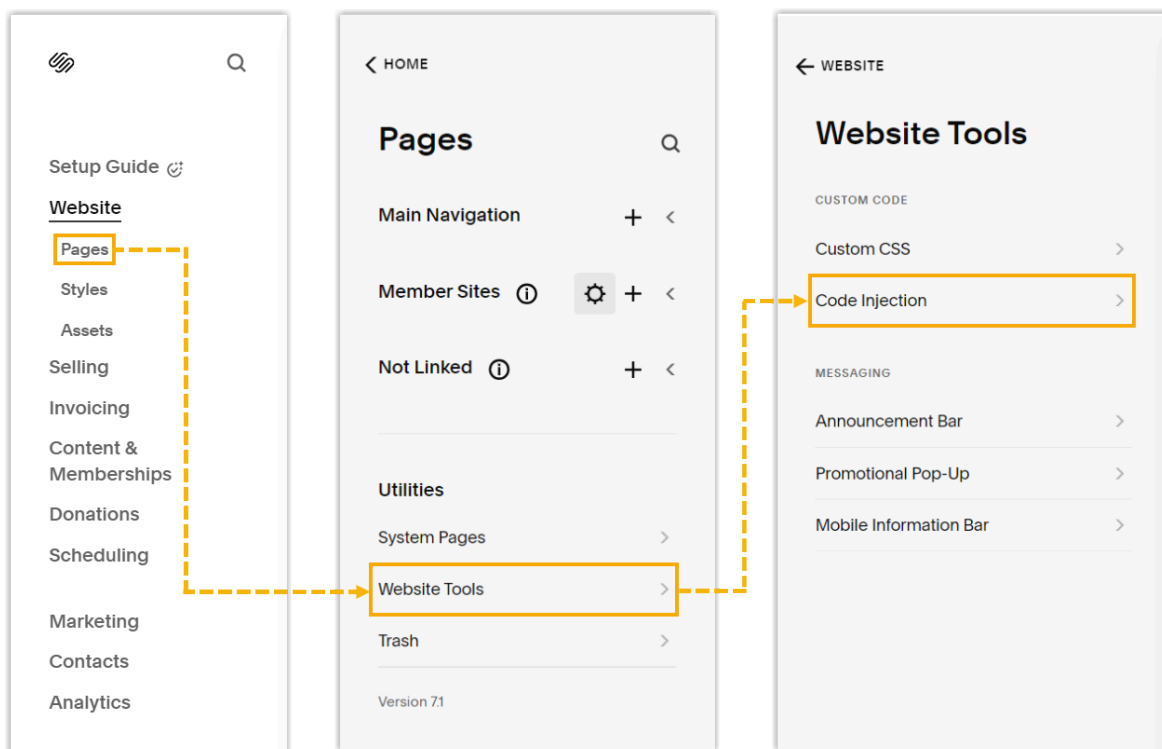 Setup Guide
Website
Pages
Styles
Assets
Selling
Invoicing
Content &
Memberships
Donations
Scheduling
Marketing
Contacts
Analytics
HOME
Pages
Main Navigation
Member Sites
Not Linked
Utilities
System Pages
Website Tools
Trash
Version 7.1
WEBSITE
Website Tools
CUSTOM CODE
Custom CSS
Code Injection
MESSAGING
Announcement Bar
Promotional Pop-Up
Mobile Information Bar